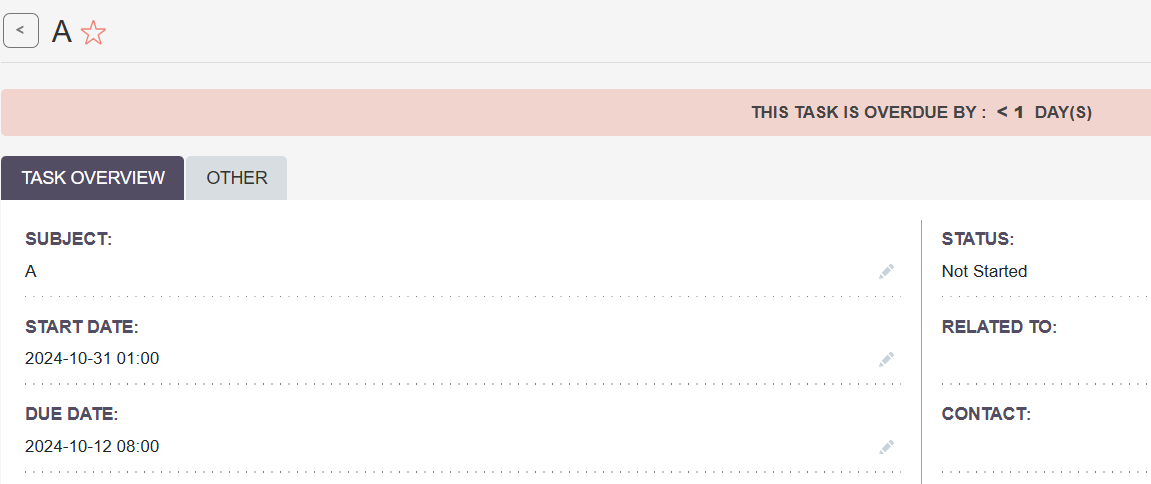 < A
THIS TASK IS OVERDUE BY : < 1 DAY(S)
TASK OVERVIEW OTHER
SUBJECT:
A
START DATE:
2024-10-31 01:00
DUE DATE:
2024-10-12 08:00
STATUS:
Not Started
RELATED TO:
CONTACT: